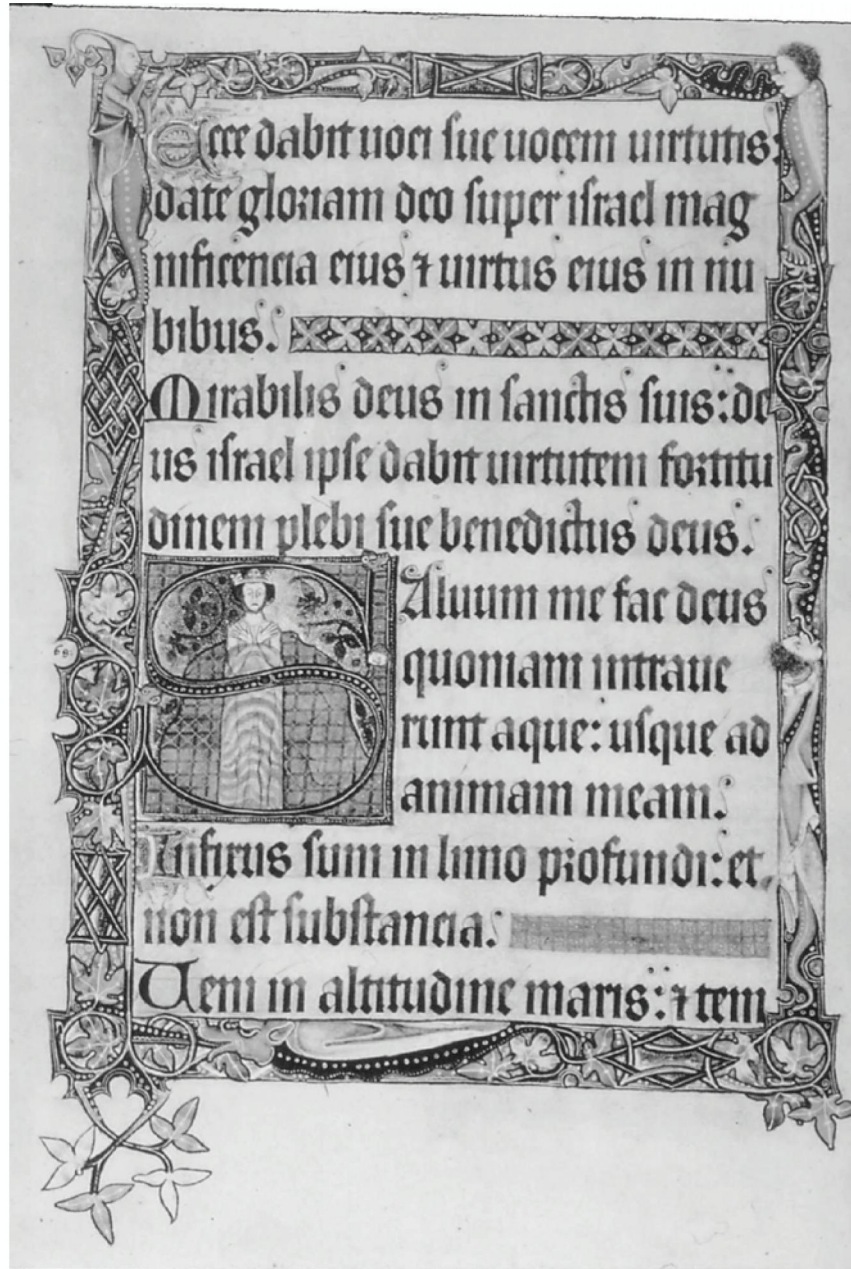 Ecce dabit uoci sue uocem uirtutis:
date gloriam deo super israel mag
nificencia eius ⁊ uirtus eius in nu
bibus.
Mirabilis deus in sanctis suis: de
us israel ipse dabit uirtutem fortitu
dinem plebi sue benedictus deus.
Saluum me fac deus
quoniam intraue
runt aque: usque ad
animam meam.
Infixus sum in limo profundi: et
non est substancia.
Ueni in altitudine maris: ⁊ tem